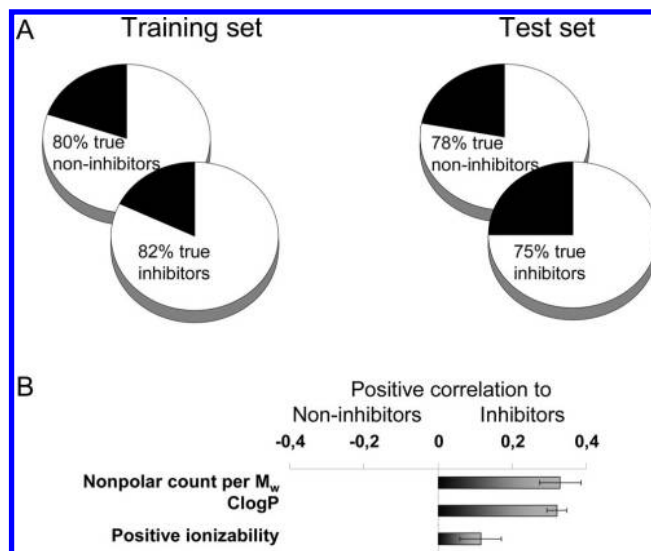 A
Training set
Test set
80% true
non-inhibitors
82% true
inhibitors
78% true
non-inhibitors
75% true
inhibitors
B
Positive correlation to
Non-inhibitors Inhibitors
-0,4 -0,2 0 0,2 0,4
Nonpolar count per Mw
ClogP
Positive ionizability